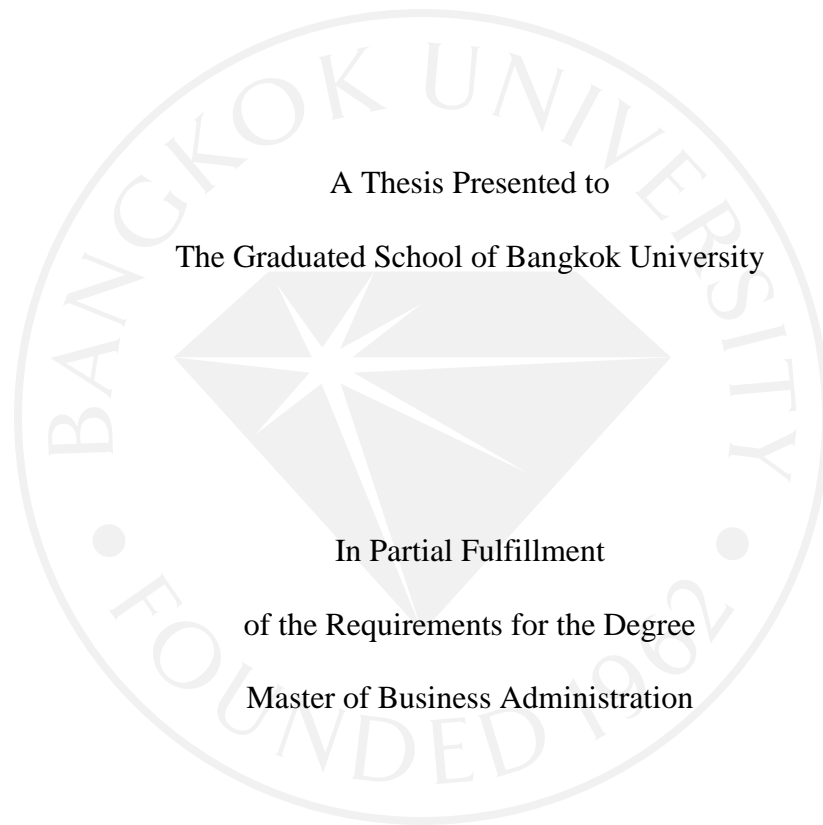 BANGKOK UNIVERSITY
A Thesis Presented to
The Graduated School of Bangkok University
In Partial Fulfillment
of the Requirements for the Degree
Master of Business Administration
• FOUNDED 1962 •